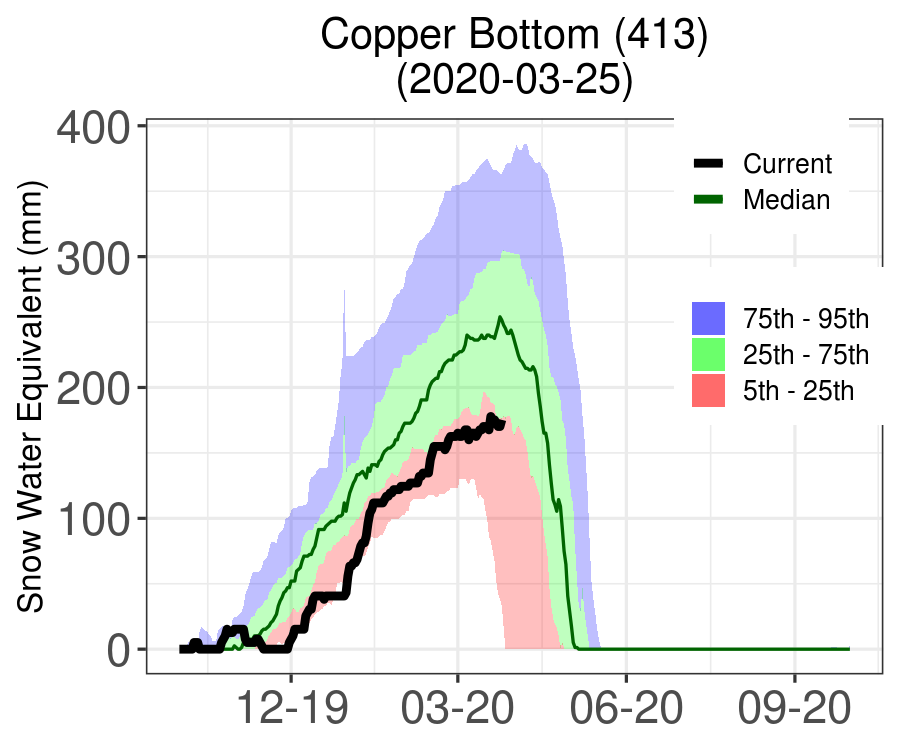 Copper Bottom (413)
(2020-03-25)
Snow Water Equivalent (mm)
400
300
200
100
0
12-19
03-20
06-20
09-20
Current
Median
75th - 95th
25th - 75th
5th - 25th